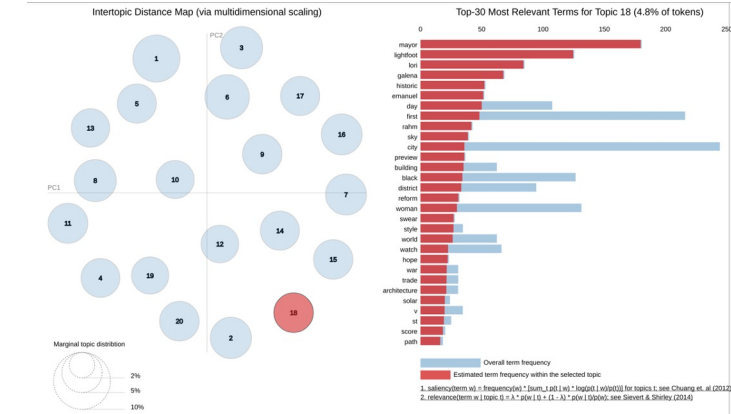 Intertopic Distance Map (via multidimensional scaling)
PC2
PC1
1
3
5
6
17
13
16
9
8
10
7
11
14
12
15
4
19
18
20
2
Marginal topic distribtion
2%
5%
10%
Top-30 Most Relevant Terms for Topic 18 (4.8% of tokens)
0 50 100 150 200 250
mayor
lightfoot
lori
galena
historic
emanuel
day
first
rahm
sky
city
preview
building
black
district
reform
woman
swear
style
world
watch
hope
war
trade
architecture
solar
v
st
score
path
Overall term frequency
Estimated term frequency within the selected topic
1. saliency(term w) = frequency(w) * [sum_t p(t | w) * log(p(t | w)/p(t))] for topics t; see Chuang et. al (2012)
2. relevance(term w | topic t) = λ * p(w | t) + (1 - λ) * p(w | t)/p(w); see Sievert & Shirley (2014)